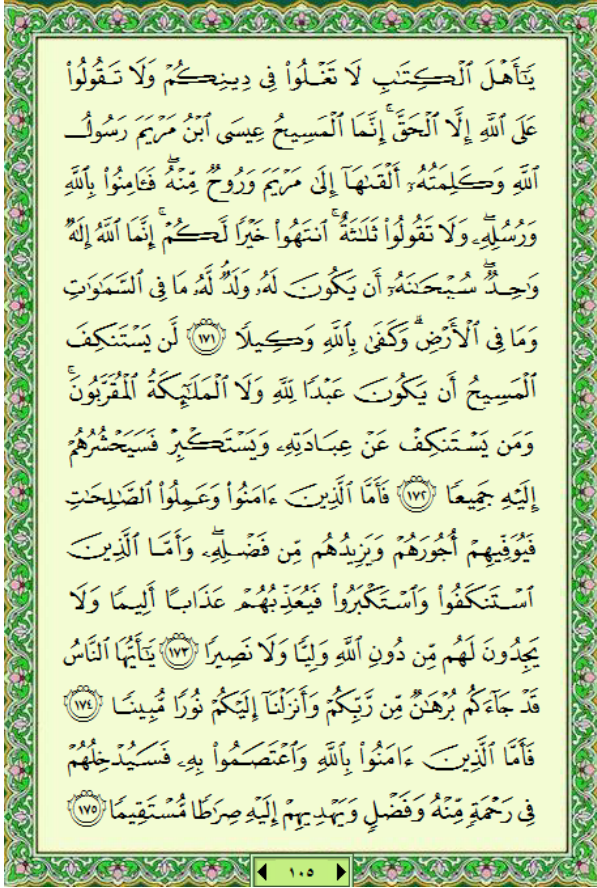 يَٰٓأَهۡلَ ٱلۡكِتَٰبِ لَا تَغۡلُواْ فِي دِينِكُمۡ وَلَا تَقُولُواْ
عَلَى ٱللَّهِ إِلَّا ٱلۡحَقَّۚ إِنَّمَا ٱلۡمَسِيحُ عِيسَى ٱبۡنُ مَرۡيَمَ رَسُولُ
ٱللَّهِ وَكَلِمَتُهُۥٓ أَلۡقَىٰهَآ إِلَىٰ مَرۡيَمَ وَرُوحٞ مِّنۡهُۖ فَـَٔامِنُواْ بِٱللَّهِ
وَرُسُلِهِۦۖ وَلَا تَقُولُواْ ثَلَٰثَةٌۚ ٱنتَهُواْ خَيۡرٗا لَّكُمۡۚ إِنَّمَا ٱللَّهُ إِلَٰهٞ
وَٰحِدٞۖ سُبۡحَٰنَهُۥٓ أَن يَكُونَ لَهُۥ وَلَدٞۘ لَّهُۥ مَا فِي ٱلسَّمَٰوَٰتِ
وَمَا فِي ٱلۡأَرۡضِۗ وَكَفَىٰ بِٱللَّهِ وَكِيلٗا ١٧١ لَّن يَسۡتَنكِفَ
ٱلۡمَسِيحُ أَن يَكُونَ عَبۡدٗا لِّلَّهِ وَلَا ٱلۡمَلَٰٓئِكَةُ ٱلۡمُقَرَّبُونَۚ
وَمَن يَسۡتَنكِفۡ عَنۡ عِبَادَتِهِۦ وَيَسۡتَكۡبِرۡ فَسَيَحۡشُرُهُمۡ
إِلَيۡهِ جَمِيعٗا ١٧٢ فَأَمَّا ٱلَّذِينَ ءَامَنُواْ وَعَمِلُواْ ٱلصَّٰلِحَٰتِ
فَيُوَفِّيهِمۡ أُجُورَهُمۡ وَيَزِيدُهُم مِّن فَضۡلِهِۦۖ وَأَمَّا ٱلَّذِينَ
ٱسۡتَنكَفُواْ وَٱسۡتَكۡبَرُواْ فَيُعَذِّبُهُمۡ عَذَابًا أَلِيمٗا وَلَا
يَجِدُونَ لَهُم مِّن دُونِ ٱللَّهِ وَلِيّٗا وَلَا نَصِيرٗا ١٧٣ يَٰٓأَيُّهَا ٱلنَّاسُ
قَدۡ جَآءَكُم بُرۡهَٰنٞ مِّن رَّبِّكُمۡ وَأَنزَلۡنَآ إِلَيۡكُمۡ نُورٗا مُّبِينٗا ١٧٤
فَأَمَّا ٱلَّذِينَ ءَامَنُواْ بِٱللَّهِ وَٱعۡتَصَمُواْ بِهِۦ فَسَيُدۡخِلُهُمۡ
فِي رَحۡمَةٖ مِّنۡهُ وَفَضۡلٖ وَيَهۡدِيهِمۡ إِلَيۡهِ صِرَٰطٗا مُّسۡتَقِيمٗا ١٧٥
١٠٥